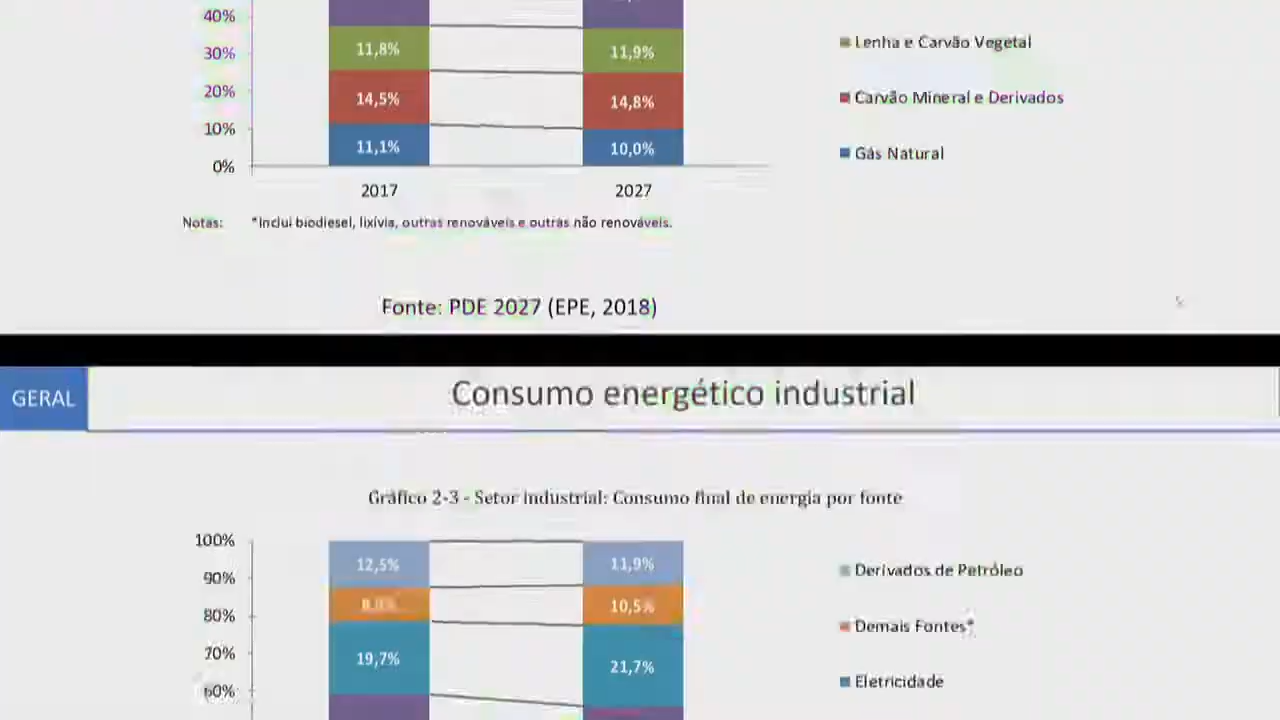 40%
30%
20%
10%
0%
11,8%
11,9%
14,5%
14,8%
11,1%
10,0%
2017
2027
Lenha e Carvão Vegetal
Carvão Mineral e Derivados
Gás Natural
Notas: *Inclui biodiesel, lixívia, outras renováveis e outras não renováveis.
Fonte: PDE 2027 (EPE, 2018)
GERAL
Consumo energético industrial
Gráfico 2-3 - Setor industrial: Consumo final de energia por fonte
100%
90%
80%
70%
60%
12,5%
11,9%
10,5%
19,7%
21,7%
Derivados de Petróleo
Demais Fontes*
Eletricidade